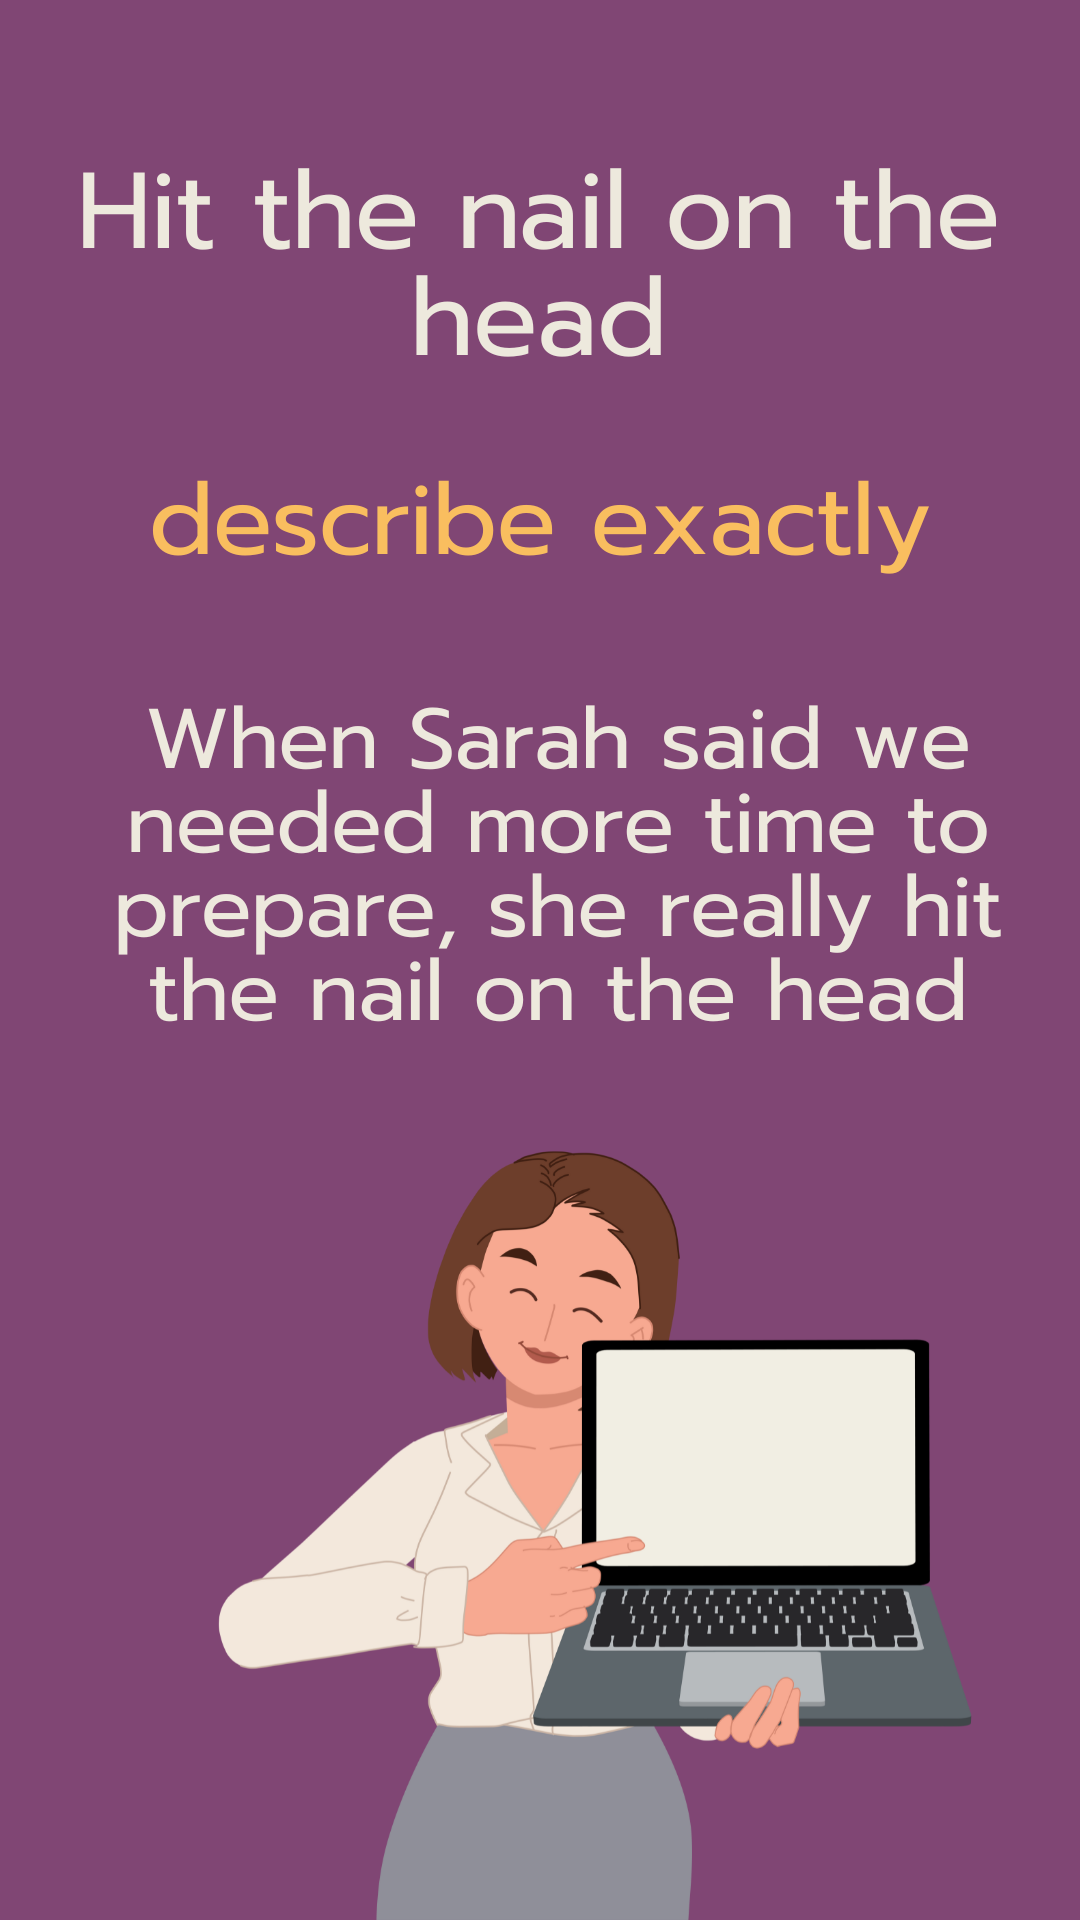 Hit the nail on the
head
describe exactly
When Sarah said we
needed more time to
prepare, she really hit
the nail on the head